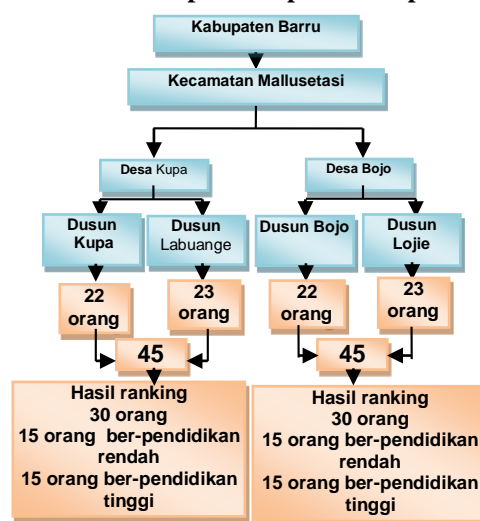 Kabupaten Barru
Kecamatan Mallusetasi
Desa Kupa
Desa Bojo
Dusun
Kupa
Dusun
Labuange
Dusun Bojo
Dusun
Lojie
22
orang
23
orang
22
orang
23
orang
45
45
Hasil ranking
30 orang
15 orang ber-pendidikan
rendah
15 orang ber-pendidikan
tinggi
Hasil ranking
30 orang
15 orang ber-pendidikan
rendah
15 orang ber-pendidikan
tinggi